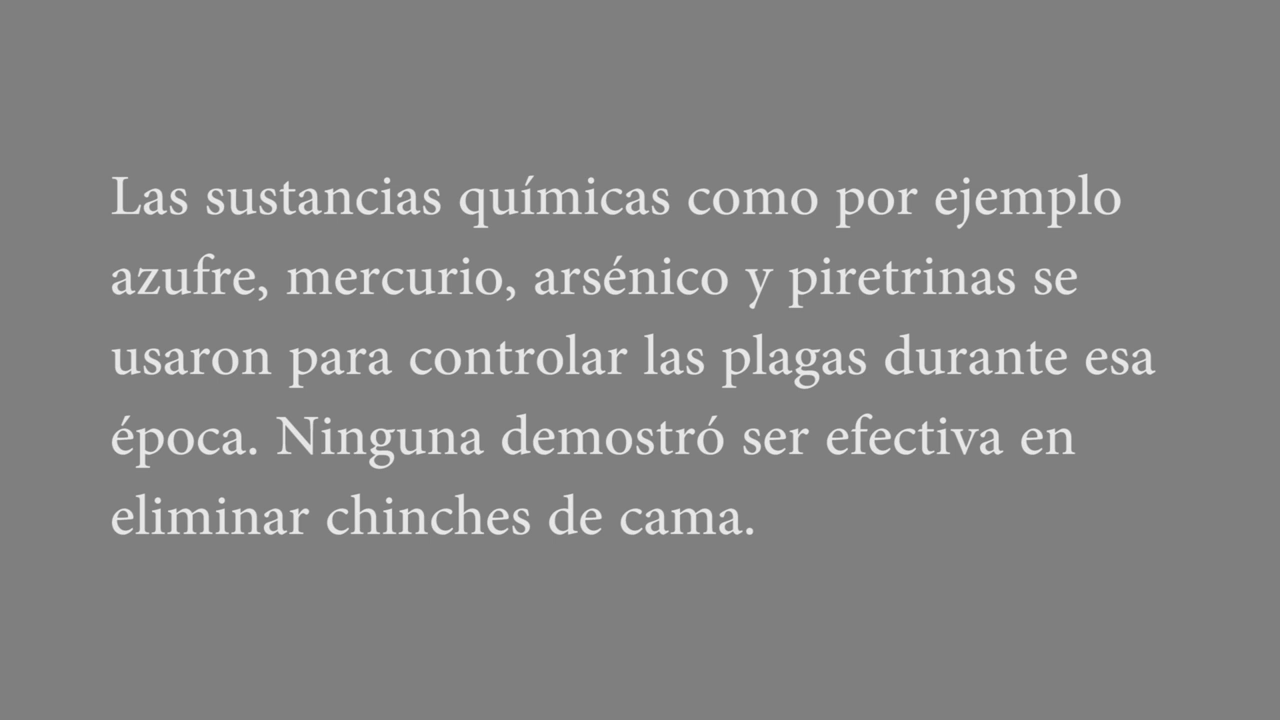 Las sustancias químicas como por ejemplo
azufre, mercurio, arsénico y piretrinas se
usaron para controlar las plagas durante esa
época. Ninguna demostró ser efectiva en
eliminar chinches de cama.